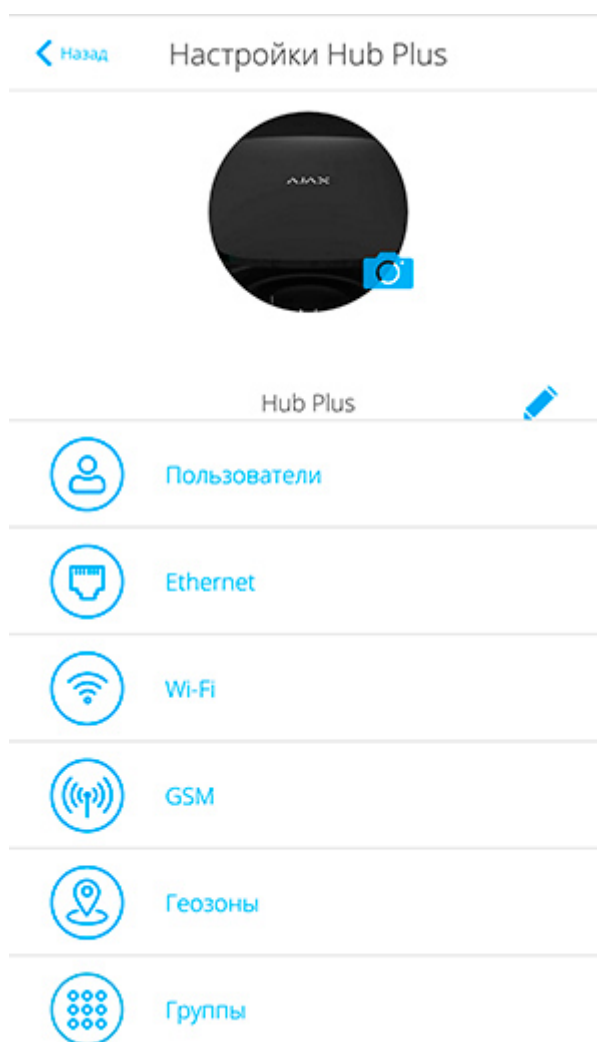 Назад
Настройки Hub Plus
AJAX
Hub Plus
Пользователи
Ethernet
Wi-Fi
GSM
Геозоны
Группы